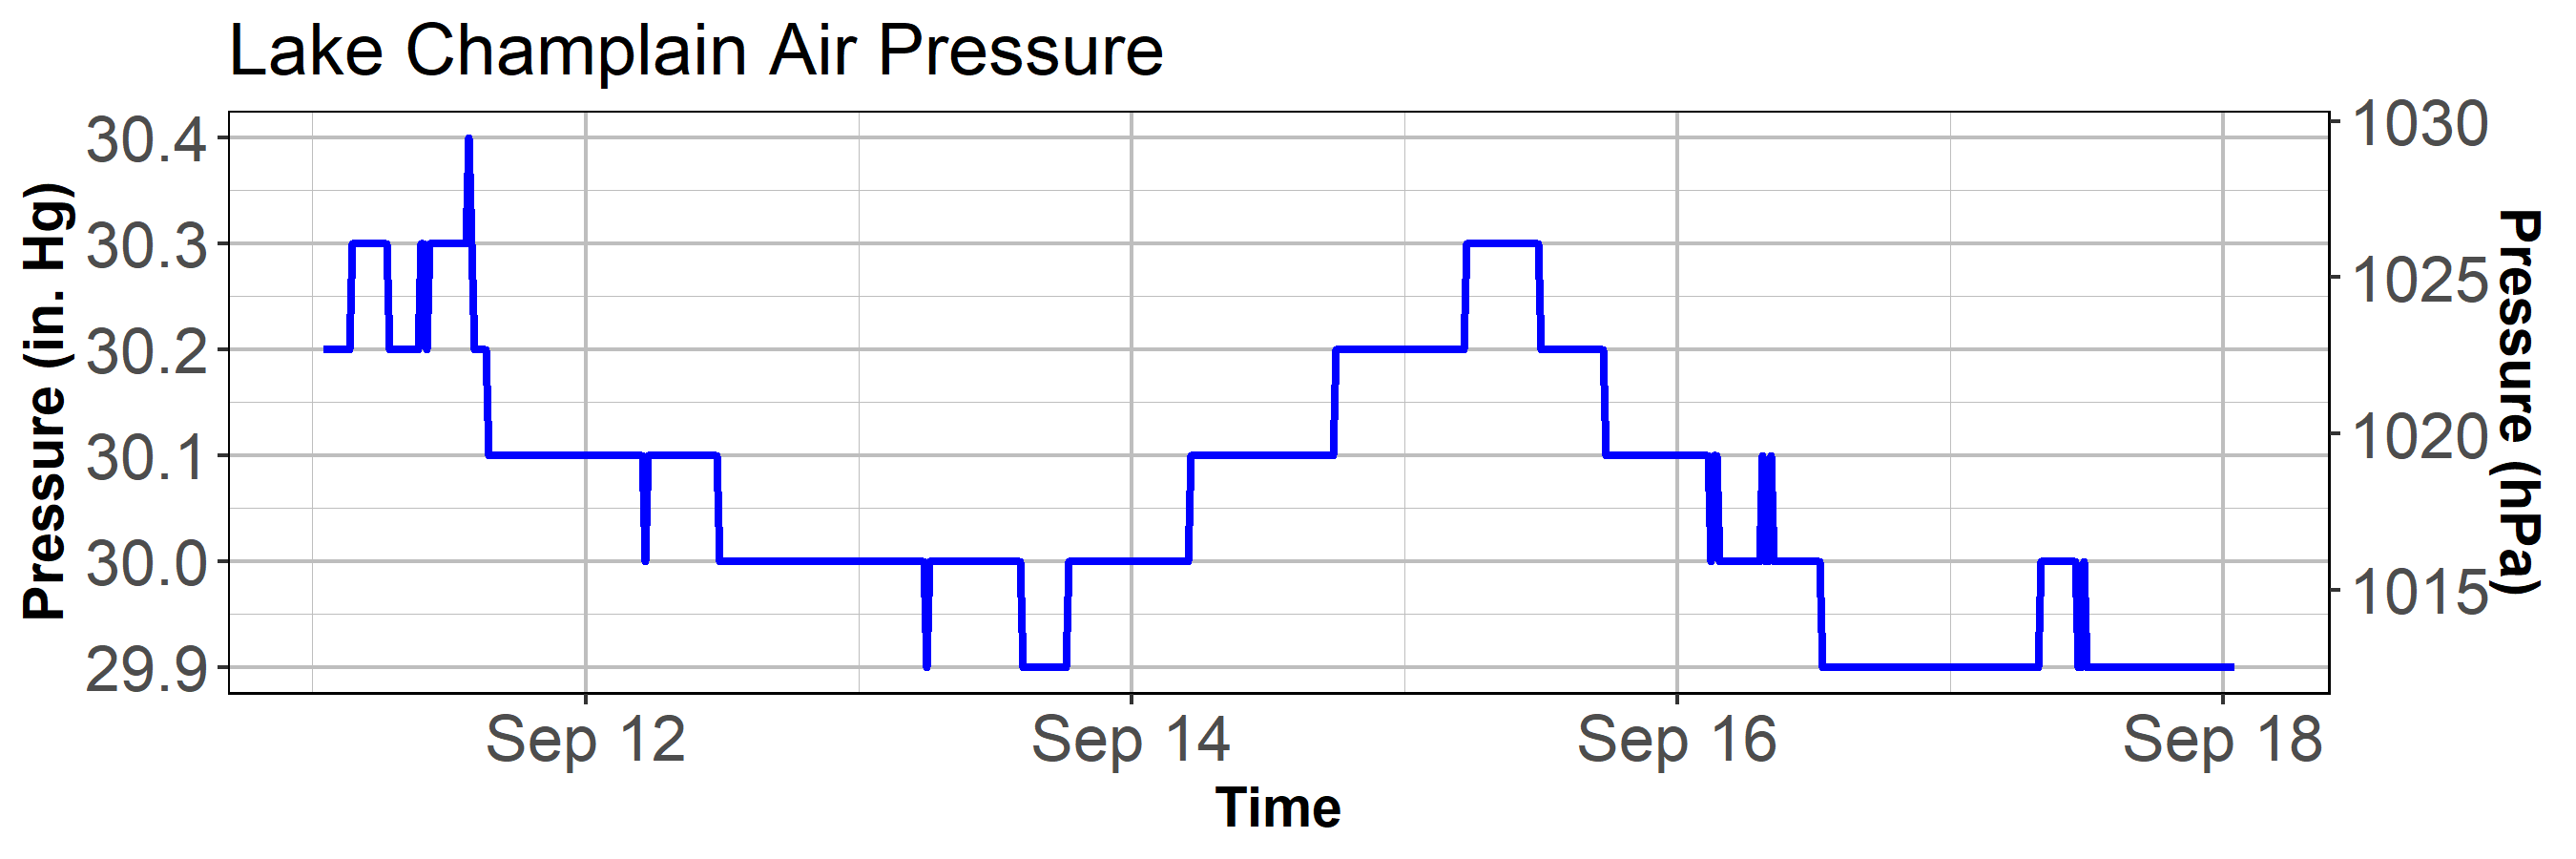 Lake Champlain Air Pressure
Pressure (in. Hg)
30.4
30.3
30.2
30.1
30.0
29.9
1030
1025
1020
1015
Pressure (hPa)
Sep 12 Sep 14 Sep 16 Sep 18
Time